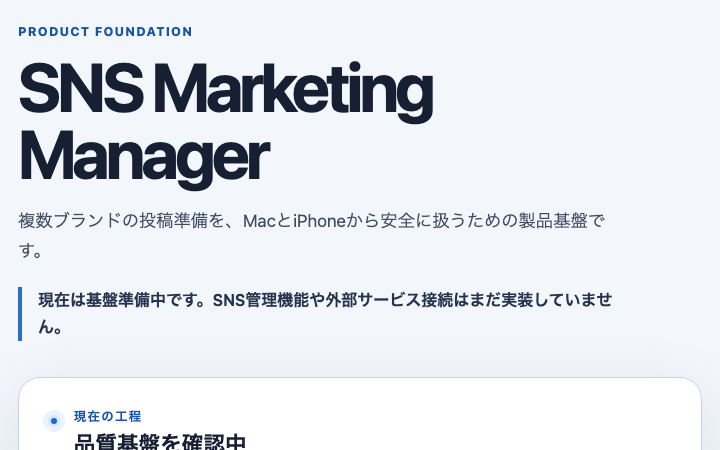 PRODUCT FOUNDATION
SNS Marketing
Manager
複数ブランドの投稿準備を、MacとiPhoneから安全に扱うための製品基盤で
す。
現在は基盤準備中です。SNS管理機能や外部サービス接続はまだ実装していませ
ん。
現在の工程
品質基盤を確認中